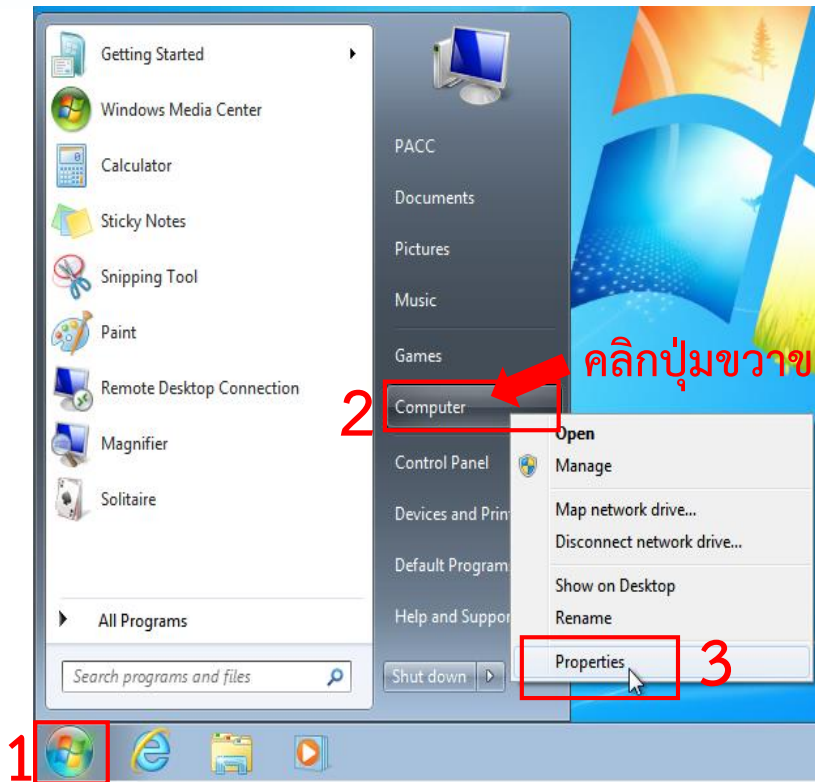 Getting Started
Windows Media Center
Calculator
Sticky Notes
Snipping Tool
Paint
Remote Desktop Connection
Magnifier
Solitaire
All Programs
Search programs and files
PACC
Documents
Pictures
Music
Games
2 Computer
Control Panel
Devices and Prin
Default Program
Help and Suppor
Shut down
คลิกปุ่มขวาข
Open
Manage
Map network drive...
Disconnect network drive...
Show on Desktop
Rename
Properties 3
1